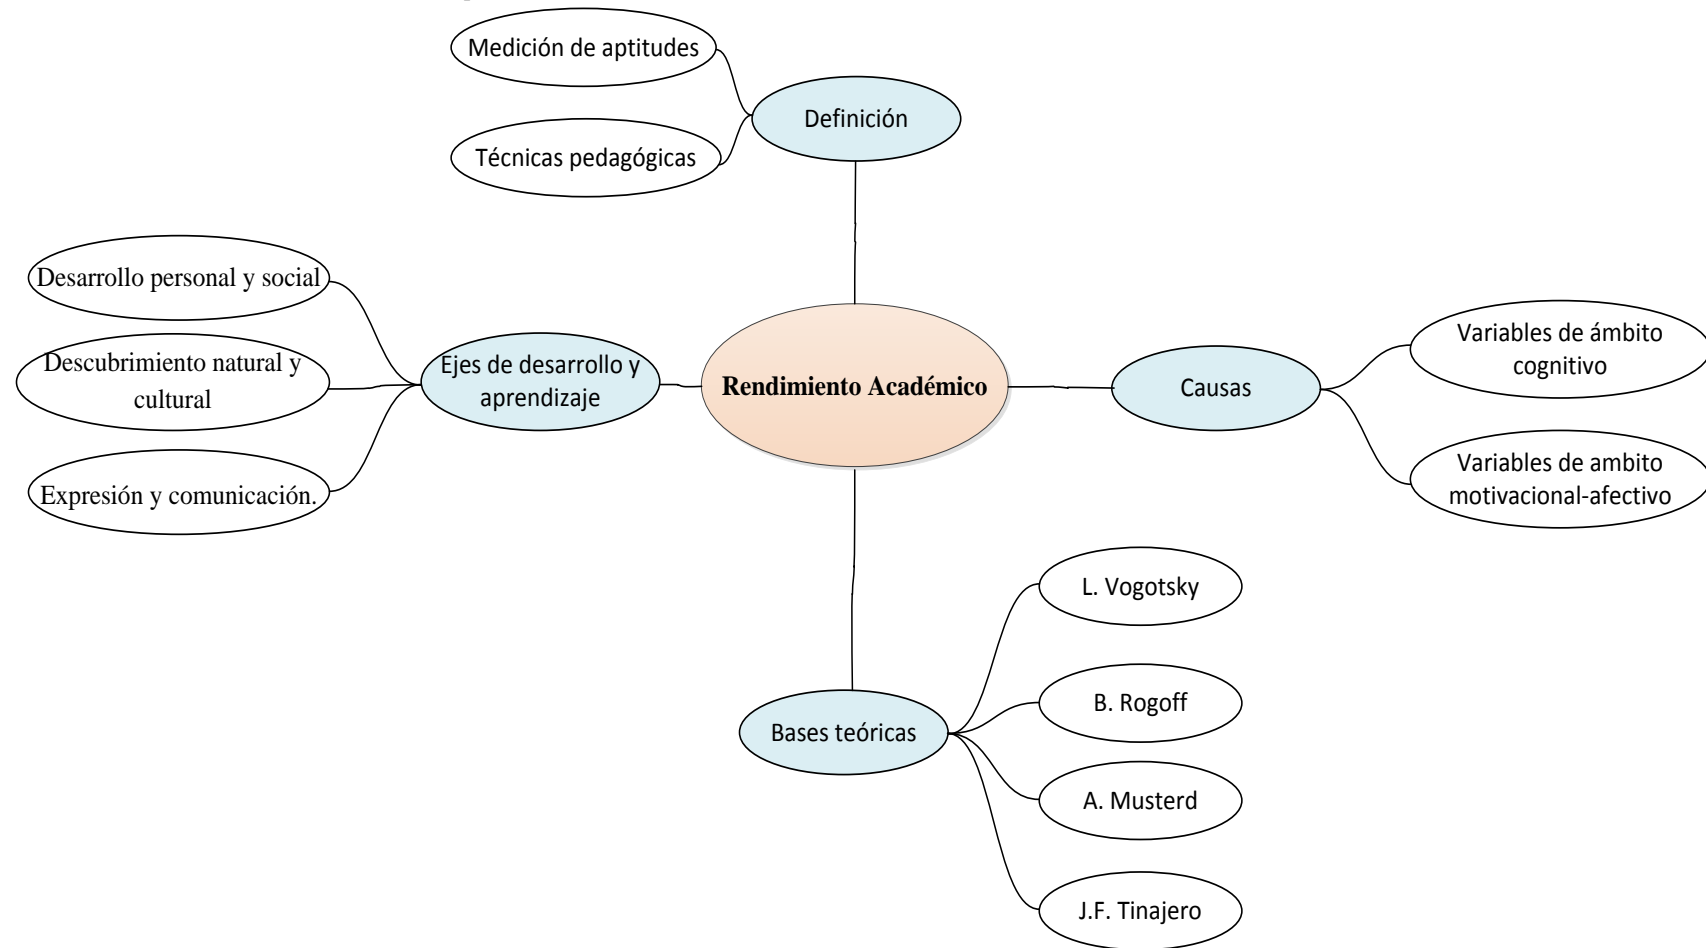 Medición de aptitudes
Definición
Técnicas pedagógicas
Desarrollo personal y social
Descubrimiento natural y
cultural
Expresión y comunicación.
Ejes de desarrollo y
aprendizaje
Rendimiento Académico
Causas
Variables de ámbito
cognitivo
Variables de ambito
motivacional-afectivo
Bases teóricas
L. Vogotsky
B. Rogoff
A. Musterd
J.F. Tinajero